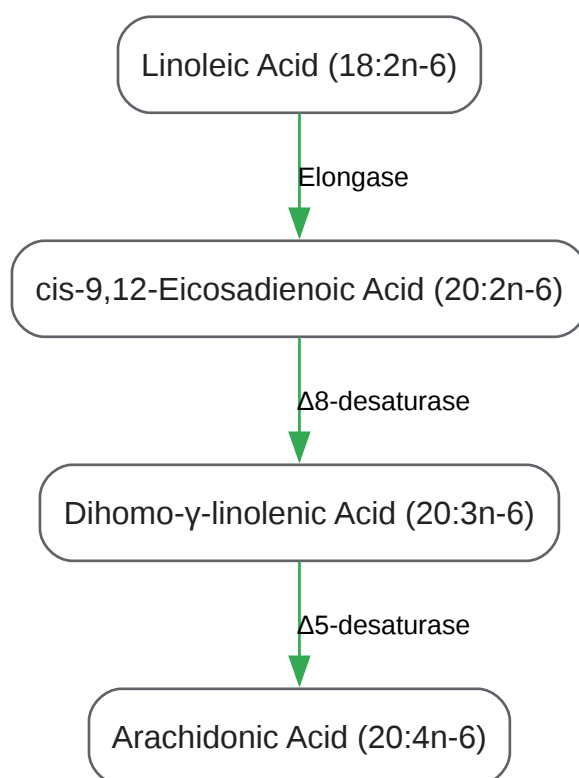 Linoleic Acid (18:2n-6)
Elongase
cis-9,12-Eicosadienoic Acid (20:2n-6)
Δ8-desaturase
Dihomo-γ-linolenic Acid (20:3n-6)
Δ5-desaturase
Arachidonic Acid (20:4n-6)